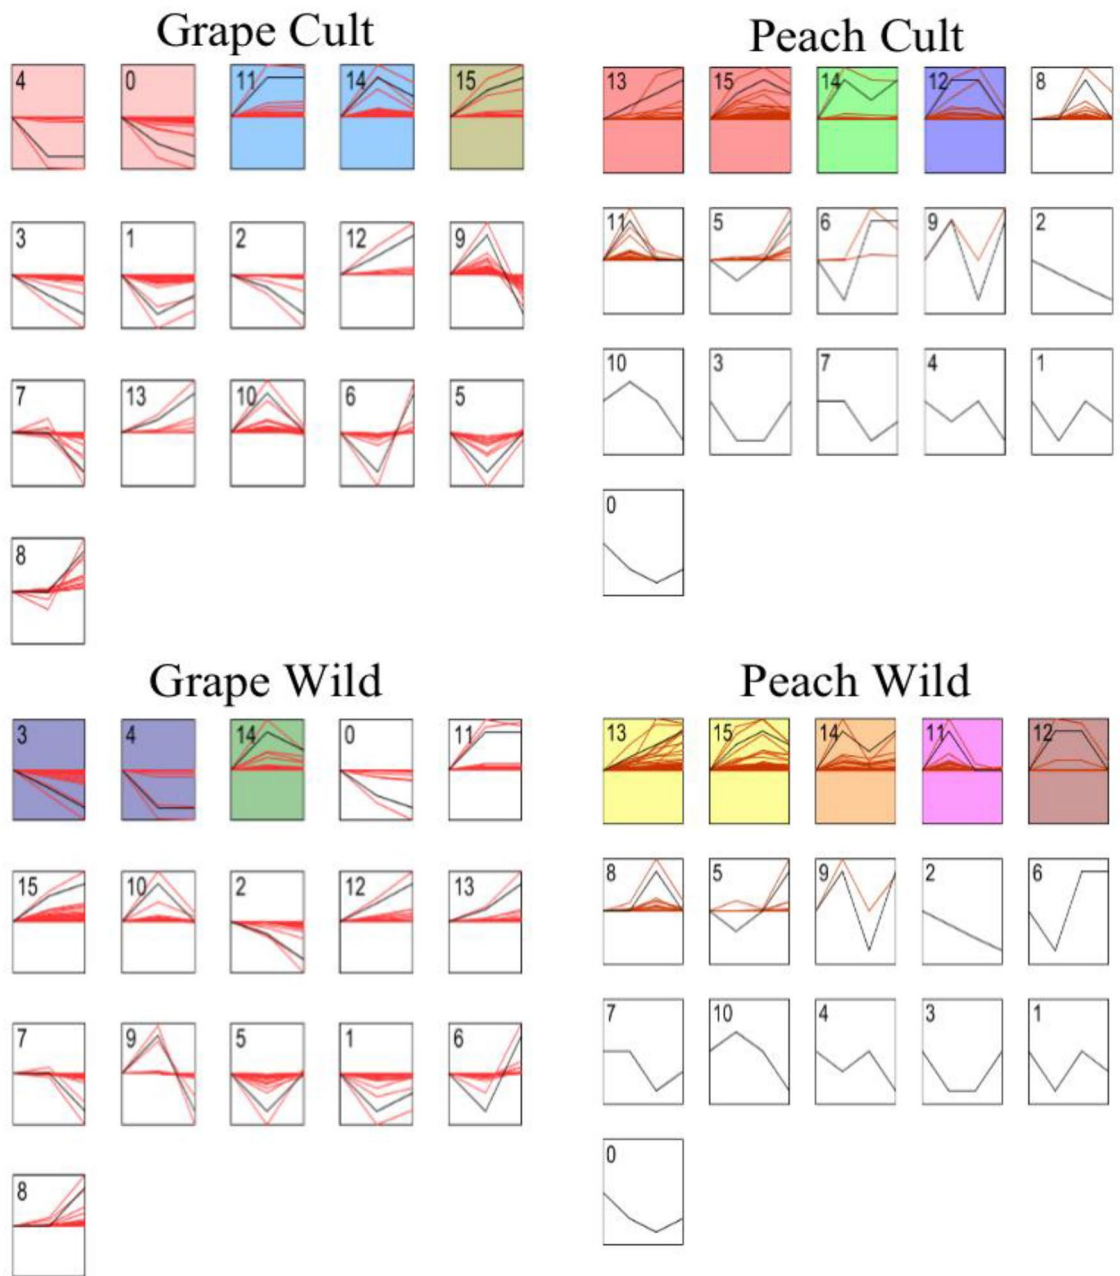 Grape Cult
4 0 11 14 15
3 1 2 12 9
7 13 10 6 5
8
Peach Cult
13 15 14 12 8
11 5 6 9 2
10 3 7 4 1
0
Grape Wild
3 4 14 0 11
15 10 2 12 13
7 9 5 1 6
8
Peach Wild
13 15 14 11 12
8 5 9 2 6
7 10 4 3 1
0